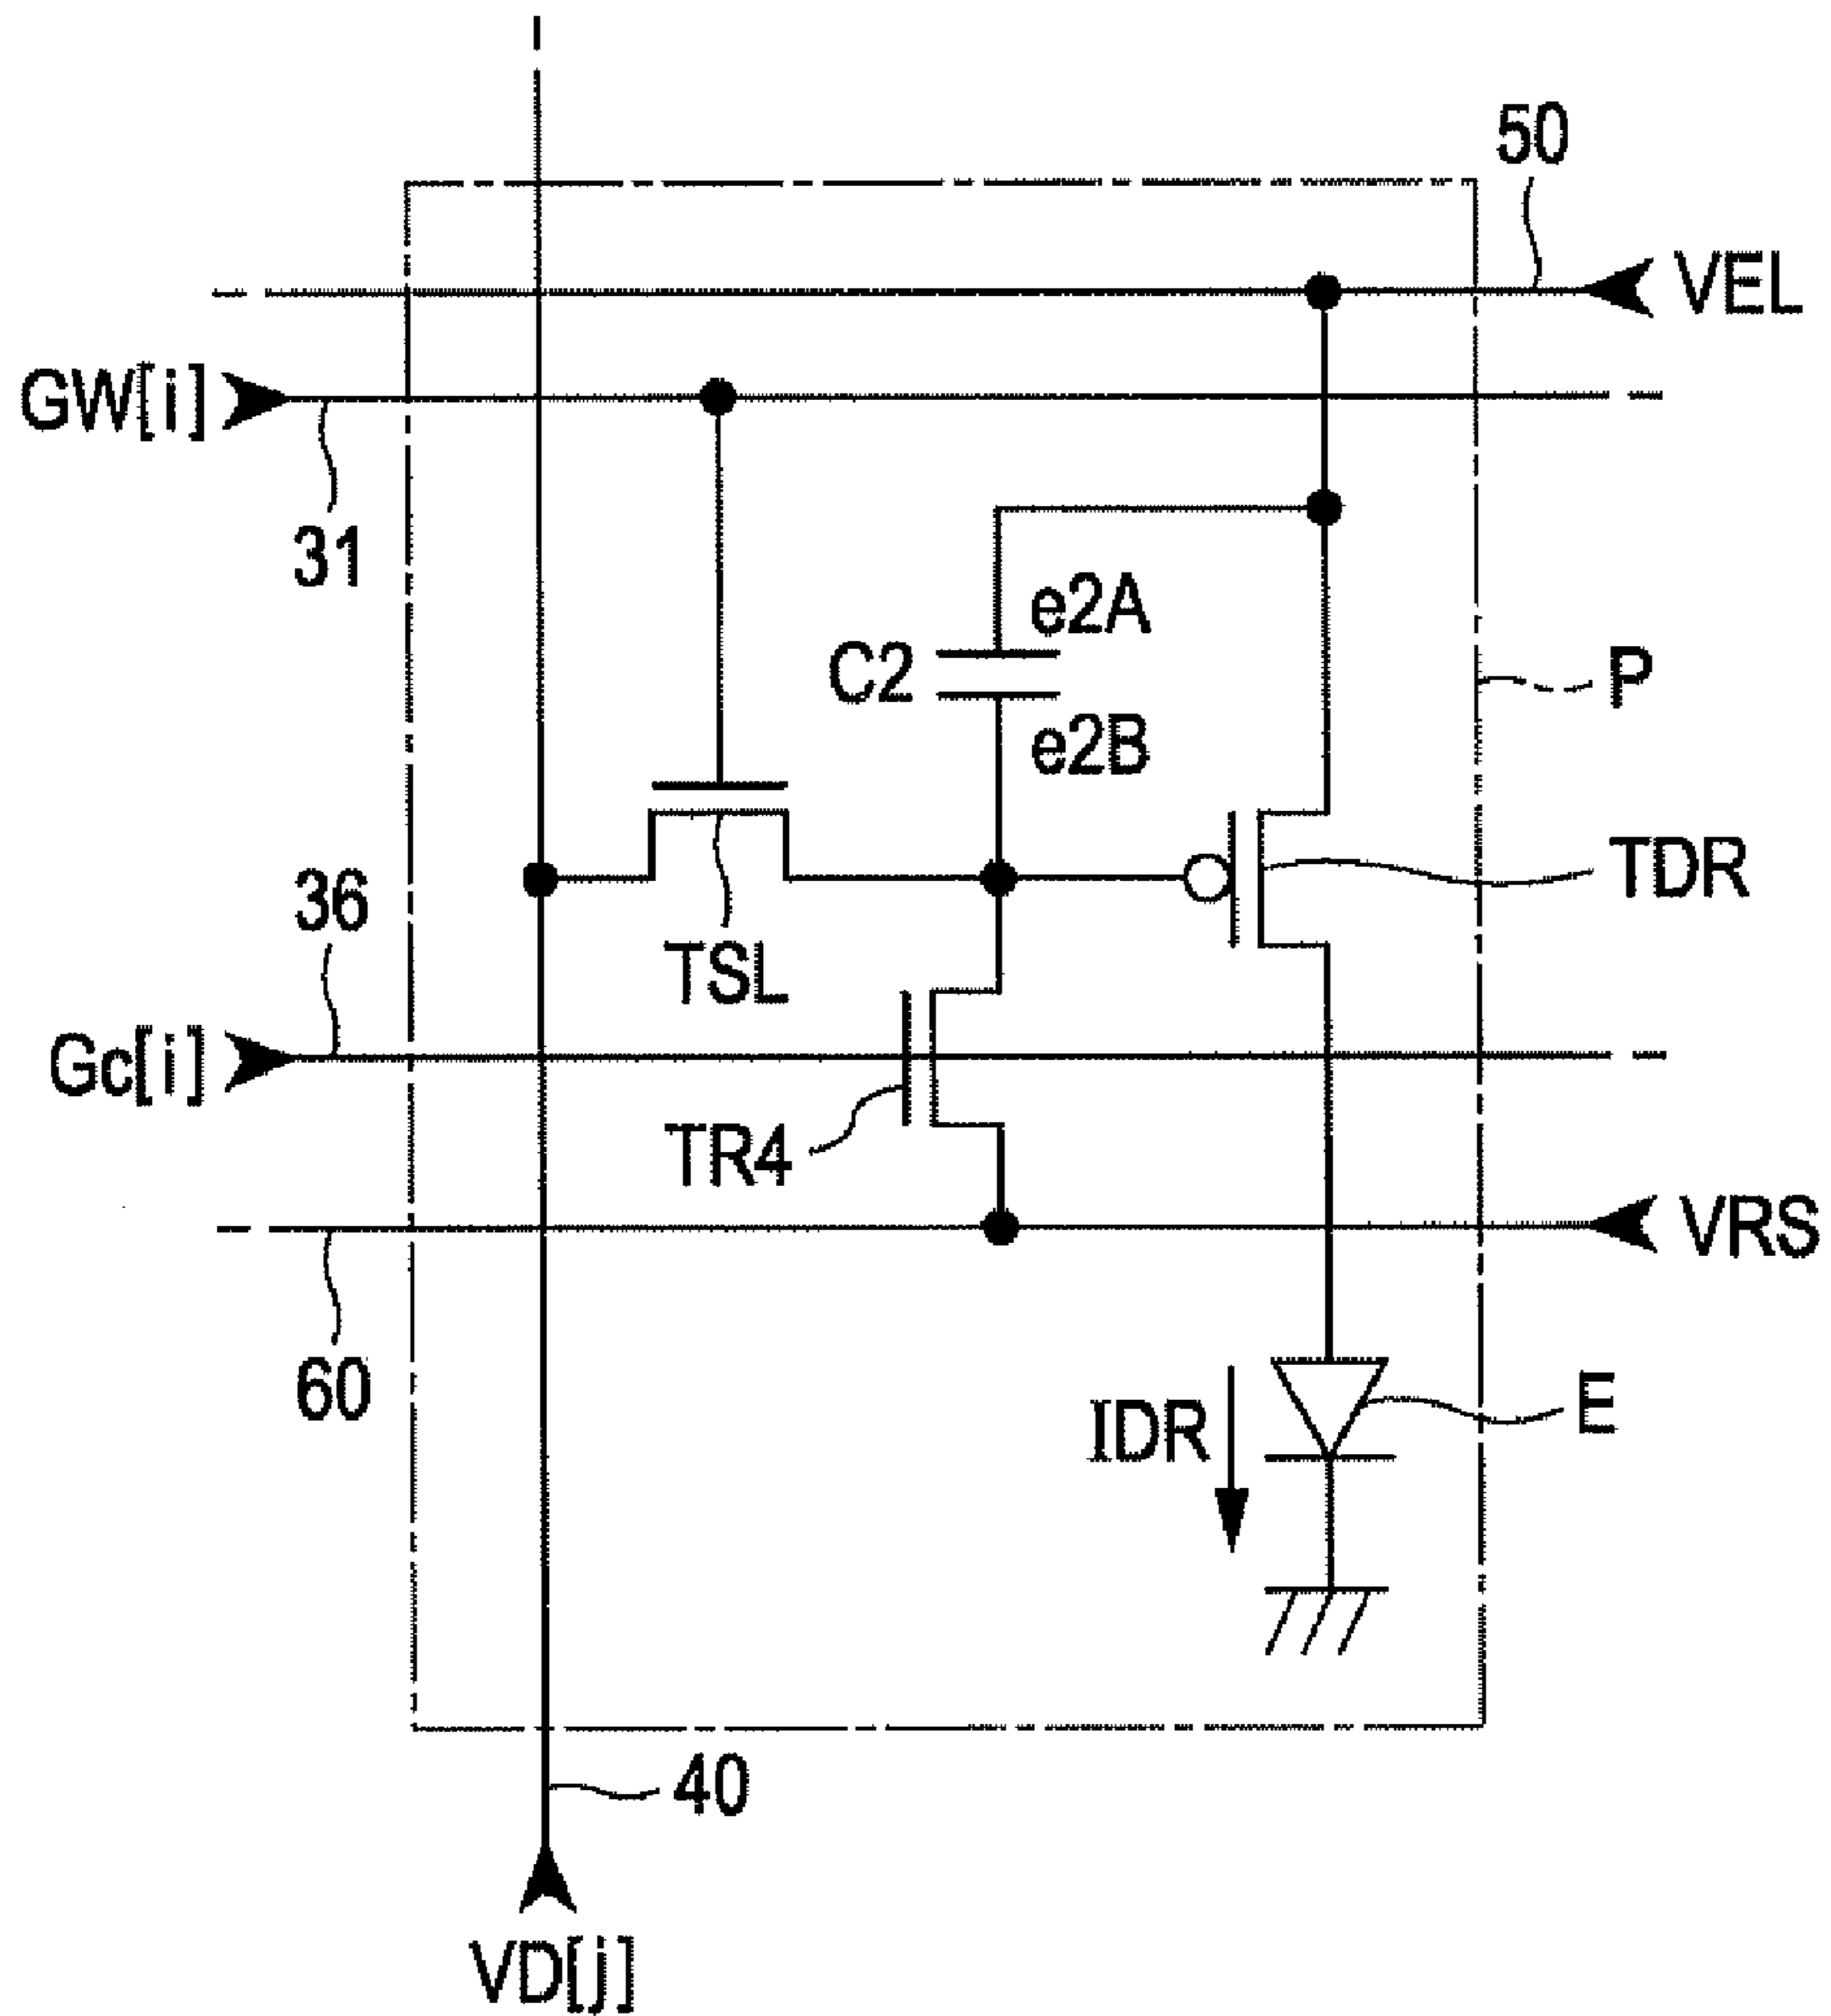 50
VEL
GW[i]
31
e2A
C2
P
e2B
TDR
36
TSL
Gc[i]
TR4
VRS
60
IDR
E
40
VD[j]